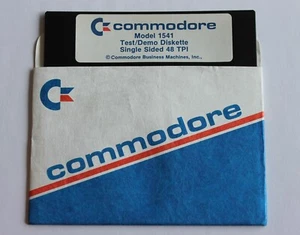 commodore
Model 1541
Test/Demo Diskette
Single Sided 48 TPI
© Commodore Business Machines, Inc.
commodore